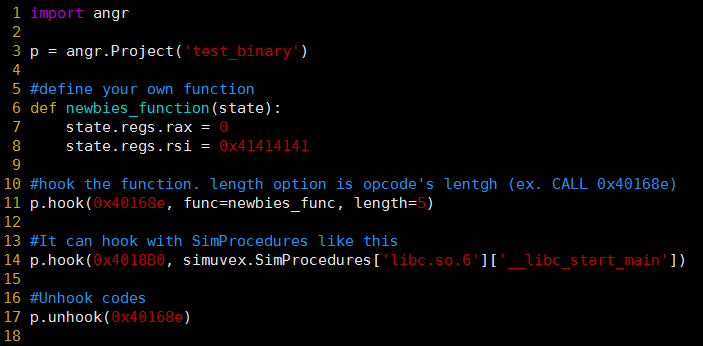 1 import angr
2
3 p = angr.Project('test_binary')
4
5 #define your own function
6 def newbies_function(state):
7     state.regs.rax = 0
8     state.regs.rsi = 0x41414141
9
10 #hook the function. length option is opcode's lentgh (ex. CALL 0x40168e)
11 p.hook(0x40168e, func=newbies_func, length=5)
12
13 #It can hook with SimProcedures like this
14 p.hook(0x4018B0, simuvex.SimProcedures['libc.so.6']['__libc_start_main'])
15
16 #Unhook codes
17 p.unhook(0x40168e)
18